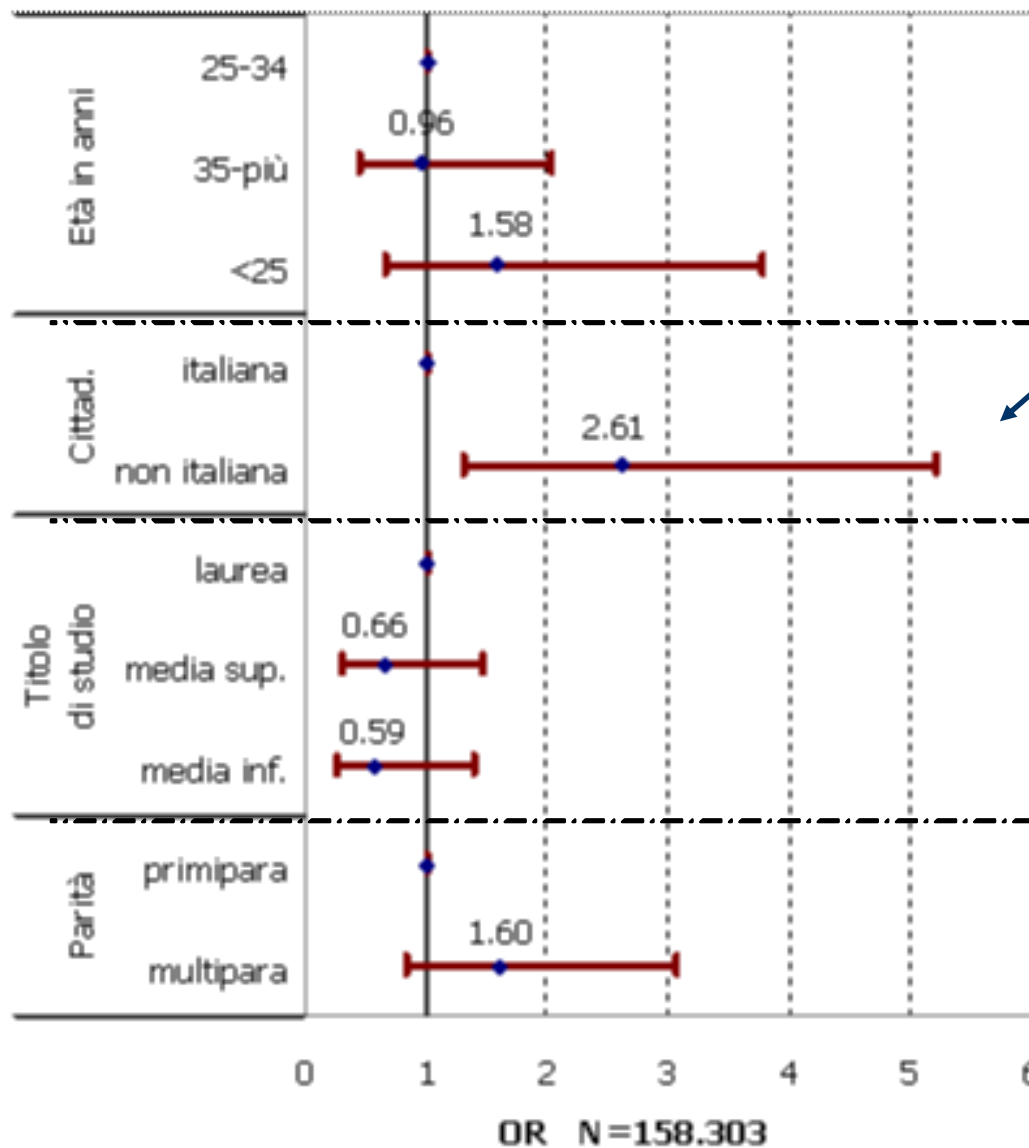 Età in anni
25-34
0.96
35-più
1.58
<25
Cittad.
italiana
2.61
non italiana
Titolo
di studio
laurea
0.66
media sup.
0.59
media inf.
Parità
primipara
1.60
multipara
0 1 2 3 4 5 6
OR N=158.303